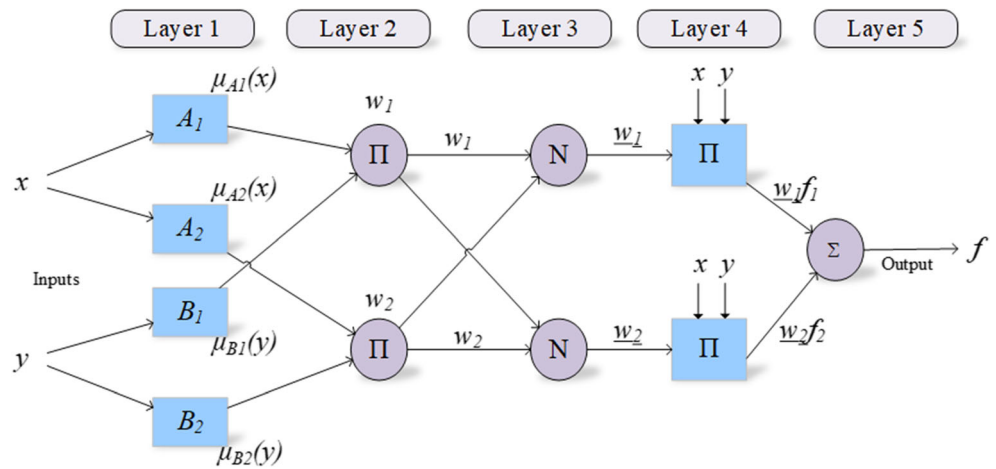 Layer 1 Layer 2 Layer 3 Layer 4 Layer 5
μA1(x)
x y
w1
A1
Π
w1
N
w1
Π
x
μA2(x)
w1f1
A2
Σ
Output
f
Inputs
x y
B1
w2
μB1(y)
Π
w2
N
w2
Π
w2f2
y
B2
μB2(y)